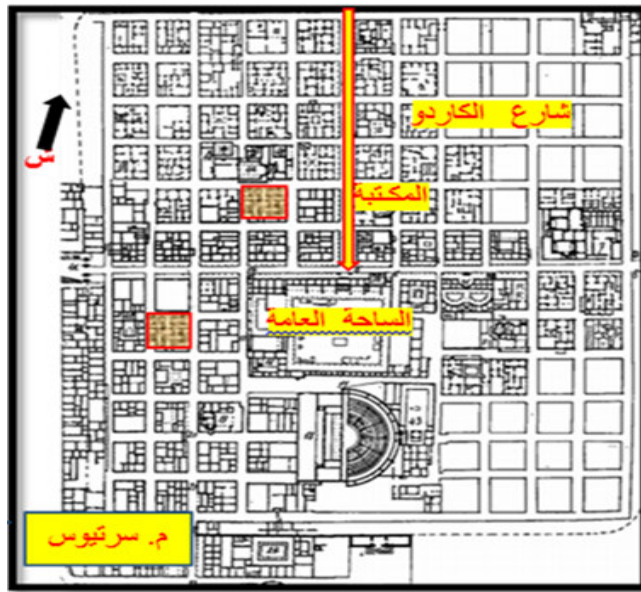 شارع الكاردو
س
المكتبة
الساحة العامة
م. سرتيوس